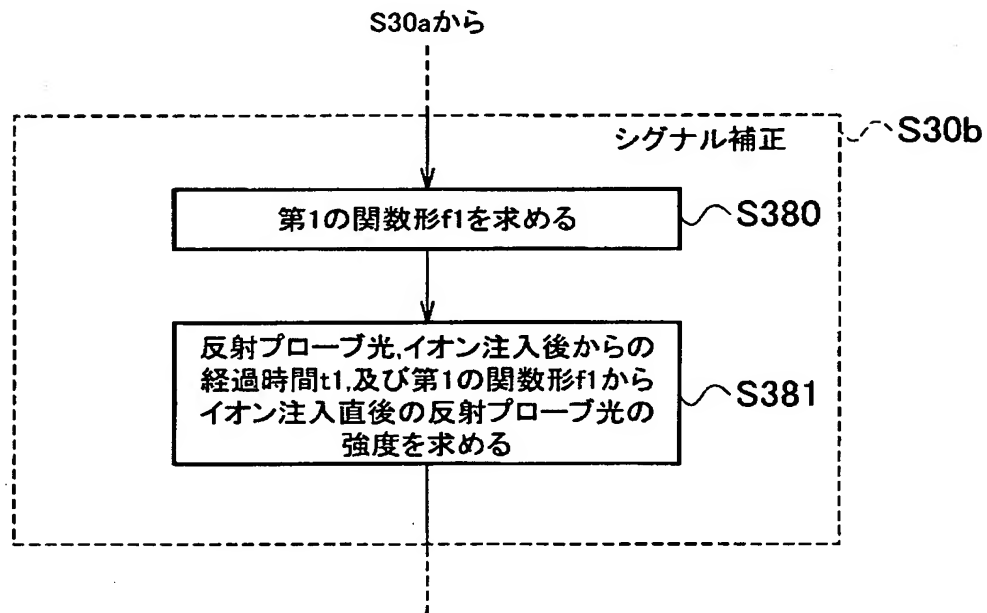 S30aから
シグナル補正
S30b
第1の関数形f1を求める
S380
反射プローブ光,イオン注入後からの
経過時間t1,及び第1の関数形f1から
イオン注入直後の反射プローブ光の
強度を求める
S381